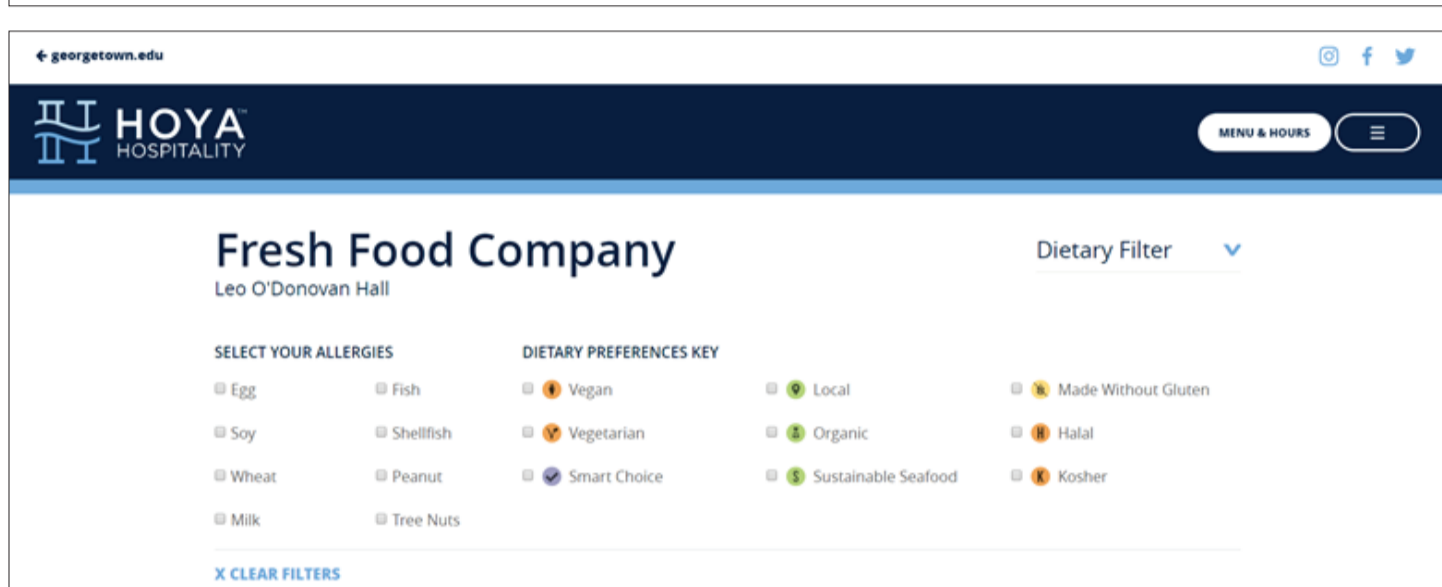 georgetown.edu
HOYA™
HOSPITALITY
MENU & HOURS
Fresh Food Company
Leo O'Donovan Hall
Dietary Filter
SELECT YOUR ALLERGIES
DIETARY PREFERENCES KEY
Egg Fish Vegan Local Made Without Gluten
Soy Shellfish Vegetarian Organic H Halal
Wheat Peanut Smart Choice S Sustainable Seafood K Kosher
Milk Tree Nuts
X CLEAR FILTERS